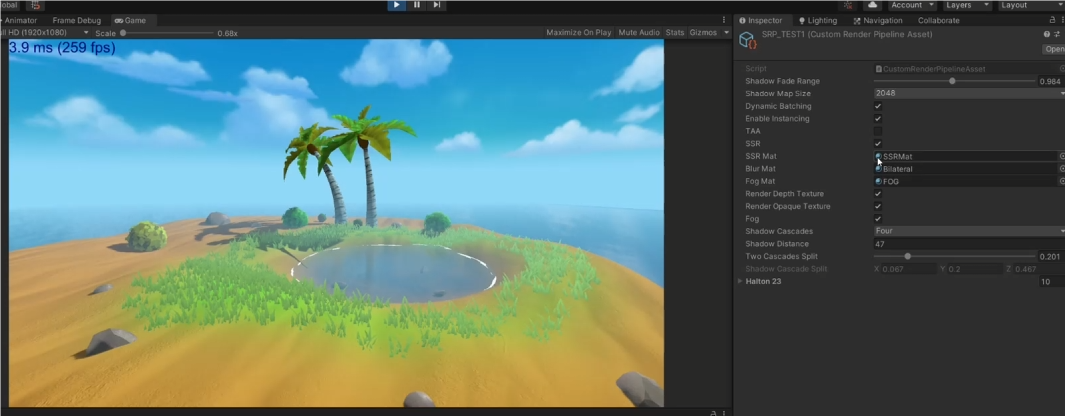 obal
Account
Layers
Layout
Animator
Frame Debug
Game
Inspector
Lighting
Navigation
Collaborate
ll HD (1920x1080)
Scale
0.68x
Maximize On Play
Mute Audio
Stats
Gizmos
SRP_TEST1 (Custom Render Pipeline Asset)
Open
3.9 ms (259 fps)
Script
CustomRenderPipelineAsset
Shadow Fade Range
0.984
Shadow Map Size
2048
Dynamic Batching
Enable Instancing
TAA
SSR
SSR Mat
SSRMat
Blur Mat
Bilateral
Fog Mat
FOG
Render Depth Texture
Render Opaque Texture
Fog
Shadow Cascades
Four
Shadow Distance
47
Two Cascades Split
0.201
Shadow Cascade Split
X 0.067
Y 0.2
Z 0.467
Halton 23
10